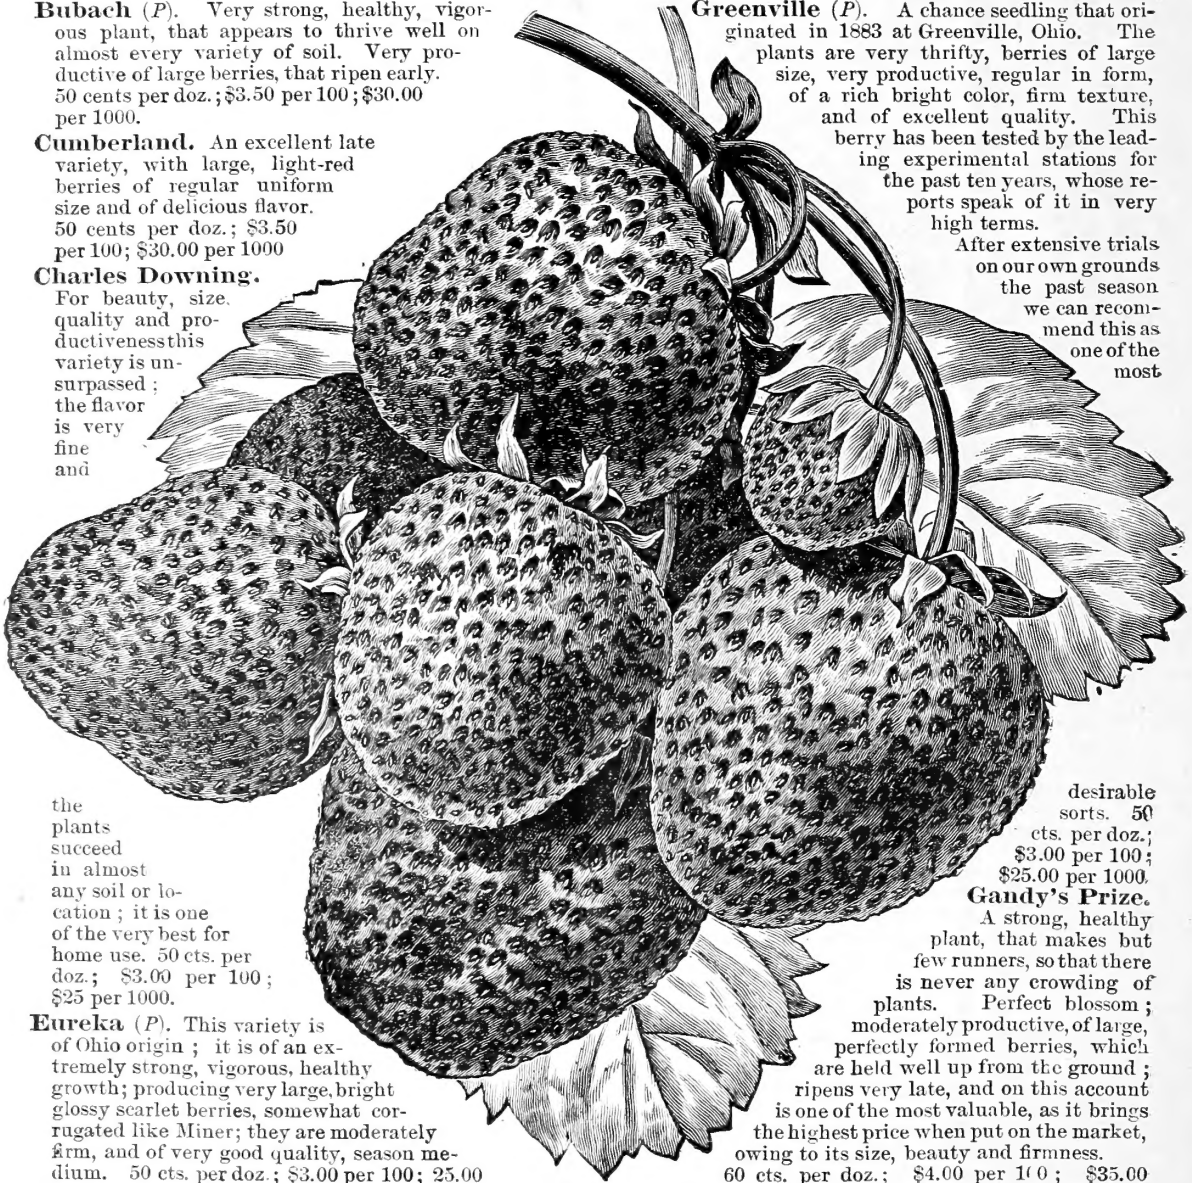 Bubach (P). Very strong, healthy, vigor-
ous plant, that appears to thrive well on
almost every variety of soil. Very pro-
ductive of large berries, that ripen early.
50 cents per doz.; $3.50 per 100; $30.00
per 1000.
Cumberland. An excellent late
variety, with large, light-red
berries of regular uniform
size and of delicious flavor.
50 cents per doz.; $3.50
per 100; $30.00 per 1000
Charles Downing.
For beauty, size,
quality and pro-
ductiveness this
variety is un-
surpassed;
the flavor
is very
fine
and
the
plants
succeed
in almost
any soil or lo-
cation; it is one
of the very best for
home use. 50 cts. per
doz.; $3.00 per 100;
$25 per 1000.
Eureka (P). This variety is
of Ohio origin; it is of an ex-
tremely strong, vigorous, healthy
growth; producing very large, bright
glossy scarlet berries, somewhat cor-
rugated like Miner; they are moderately
firm, and of very good quality, season me-
dium. 50 cts. per doz.; $3.00 per 100; 25.00
Greenville (P). A chance seedling that ori-
ginated in 1883 at Greenville, Ohio. The
plants are very thrifty, berries of large
size, very productive, regular in form,
of a rich bright color, firm texture,
and of excellent quality. This
berry has been tested by the lead-
ing experimental stations for
the past ten years, whose re-
ports speak of it in very
high terms.
After extensive trials
on our own grounds
the past season
we can recom-
mend this as
one of the
most
desirable
sorts. 50
cts. per doz.;
$3.00 per 100;
$25.00 per 1000.
Gandy's Prize.
A strong, healthy
plant, that makes but
few runners, so that there
is never any crowding of
plants. Perfect blossom;
moderately productive, of large,
perfectly formed berries, which
are held well up from the ground;
ripens very late, and on this account
is one of the most valuable, as it brings
the highest price when put on the market,
owing to its size, beauty and firmness.
60 cts. per doz.; $4.00 per 100; $35.00